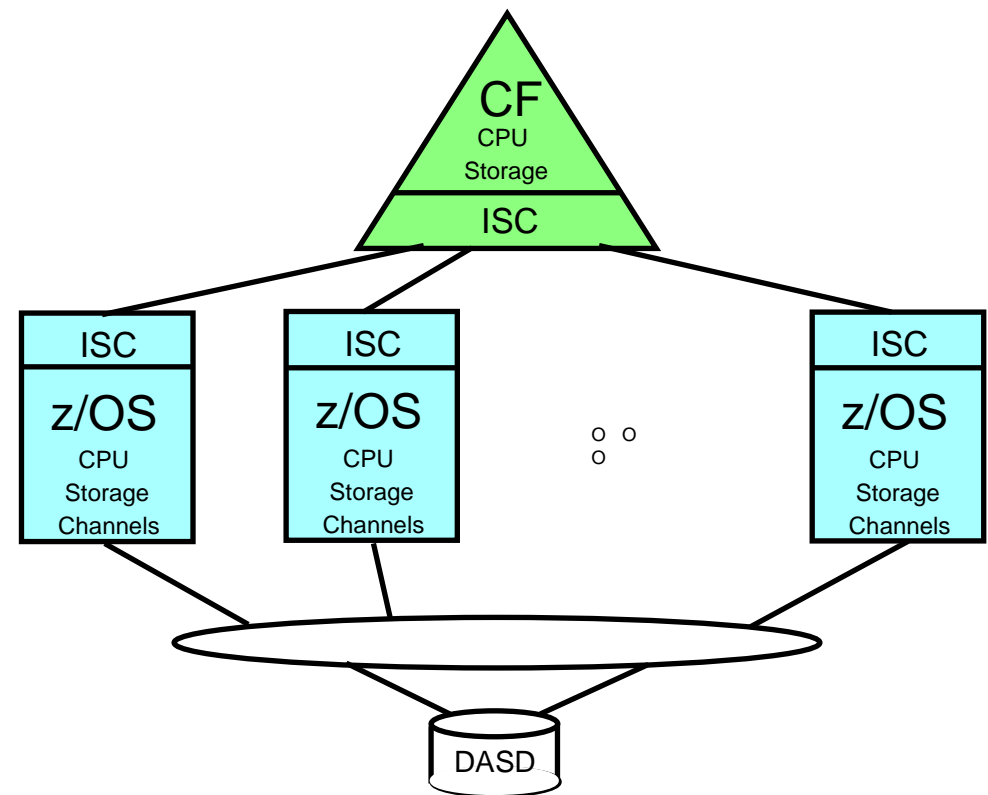 CF
CPU
Storage
ISC
ISC
z/OS
CPU
Storage
Channels
ISC
z/OS
CPU
Storage
Channels
o o
o
ISC
z/OS
CPU
Storage
Channels
DASD